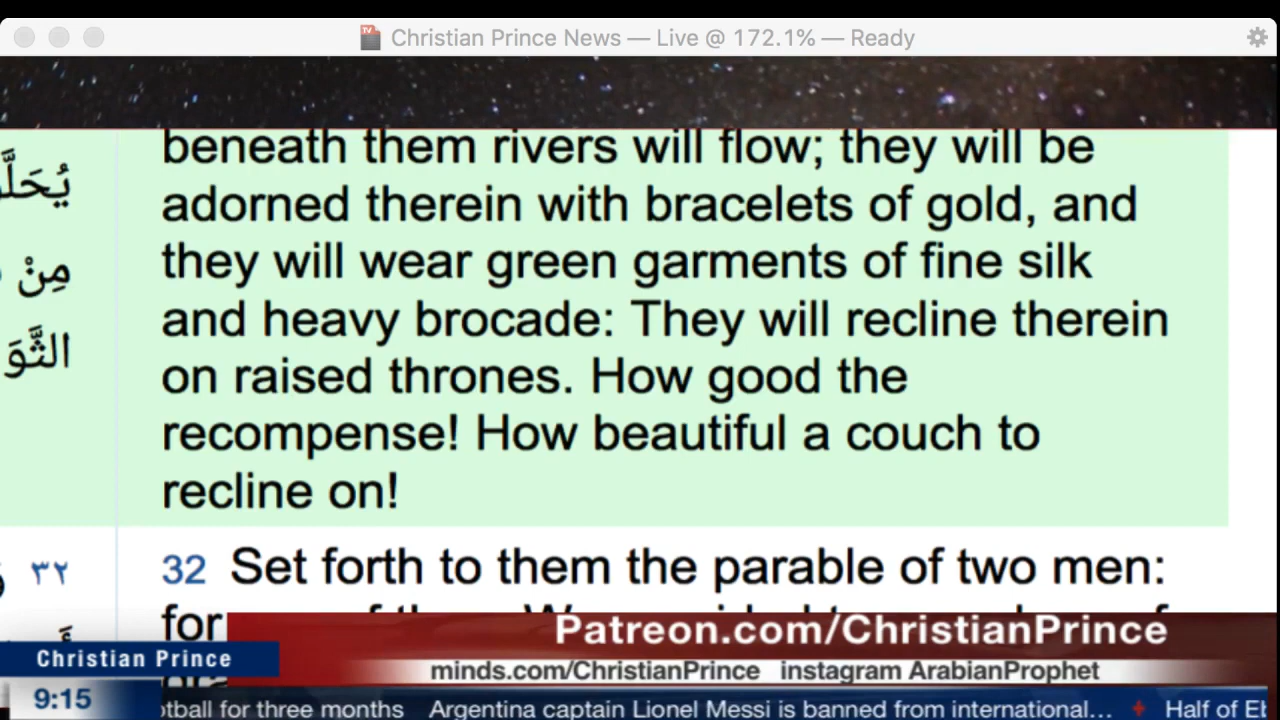 Christian Prince News — Live @ 172.1% — Ready
beneath them rivers will flow; they will be
adorned therein with bracelets of gold, and
they will wear green garments of fine silk
and heavy brocade: They will recline therein
on raised thrones. How good the
recompense! How beautiful a couch to
recline on!
مِنْ
٣٢
32 Set forth to them the parable of two men:
for
Patreon.com/ChristianPrince
Christian Prince
minds.com/ChristianPrince instagram ArabianProphet
9:15
football for three months Argentina captain Lionel Messi is banned from international... Half of